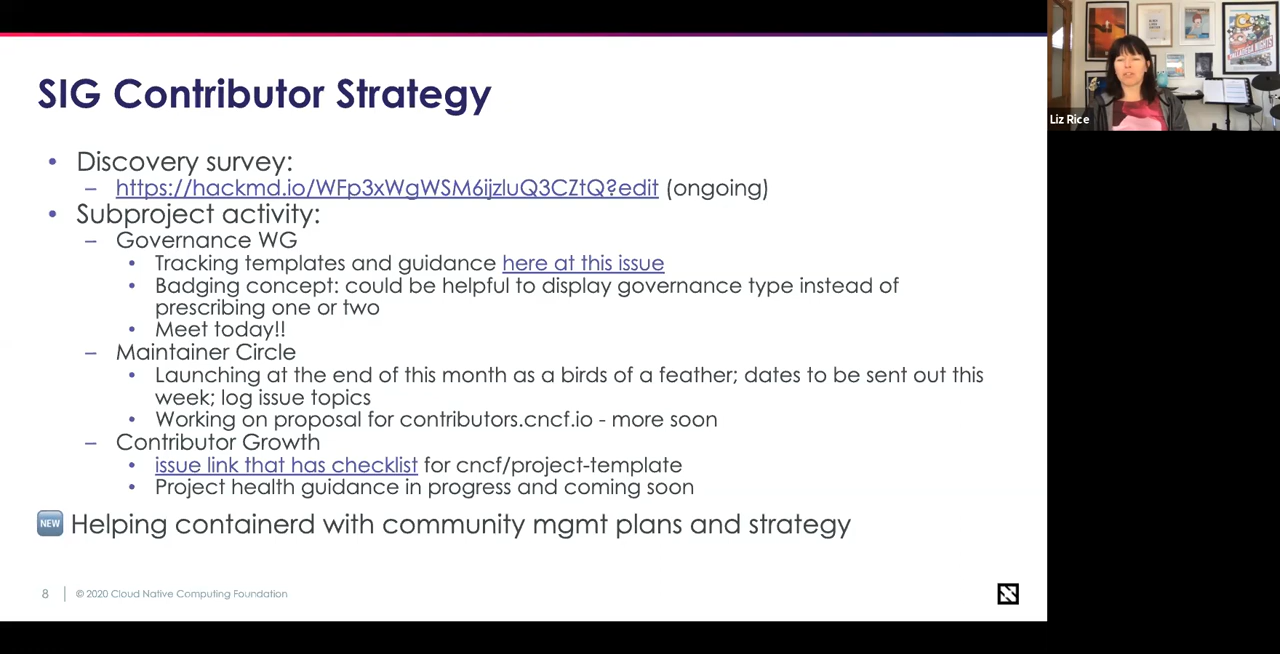 SIG Contributor Strategy
• Discovery survey:
– https://hackmd.io/WFp3xWgWSM6ijzluQ3CZtQ?edit (ongoing)
• Subproject activity:
– Governance WG
• Tracking templates and guidance here at this issue
• Badging concept: could be helpful to display governance type instead of
prescribing one or two
• Meet today!!
– Maintainer Circle
• Launching at the end of this month as a birds of a feather; dates to be sent out this
week; log issue topics
• Working on proposal for contributors.cncf.io - more soon
– Contributor Growth
• issue link that has checklist for cncf/project-template
• Project health guidance in progress and coming soon
NEW Helping containerd with community mgmt plans and strategy
8 | © 2020 Cloud Native Computing Foundation
Liz Rice